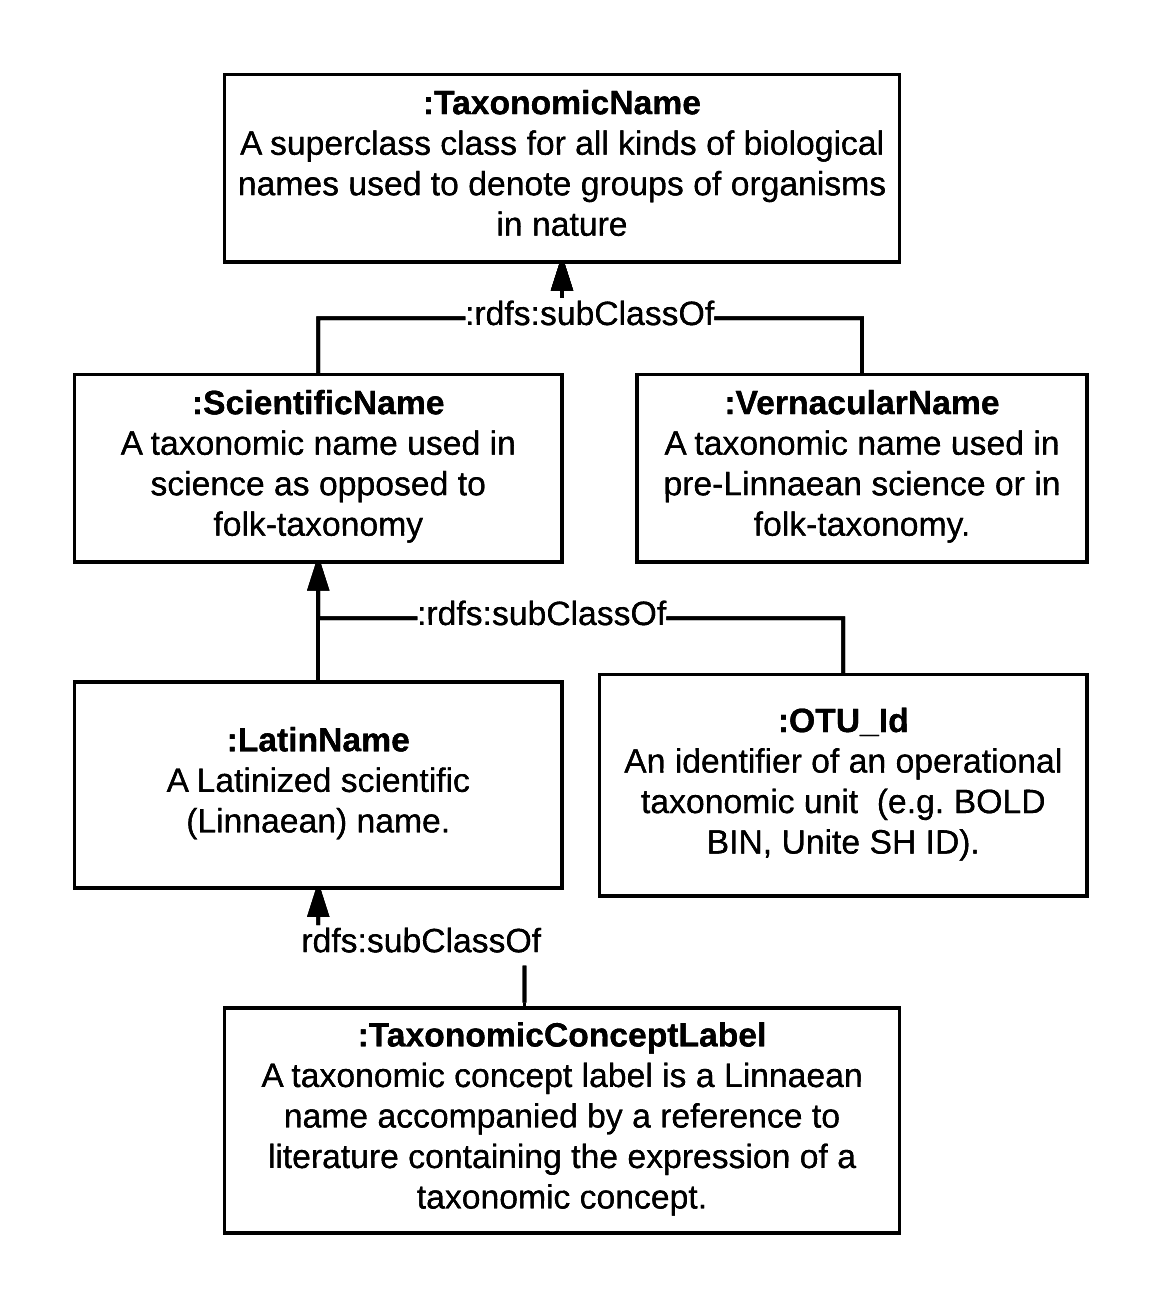 :TaxonomicName
A superclass class for all kinds of biological
names used to denote groups of organisms
in nature
:rdfs:subClassOf
:ScientificName
A taxonomic name used in
science as opposed to
folk-taxonomy
:VernacularName
A taxonomic name used in
pre-Linnaean science or in
folk-taxonomy.
:rdfs:subClassOf
:LatinName
A Latinized scientific
(Linnaean) name.
:OTU_Id
An identifier of an operational
taxonomic unit  (e.g. BOLD
BIN, Unite SH ID).
rdfs:subClassOf
:TaxonomicConceptLabel
A taxonomic concept label is a Linnaean
name accompanied by a reference to
literature containing the expression of a
taxonomic concept.